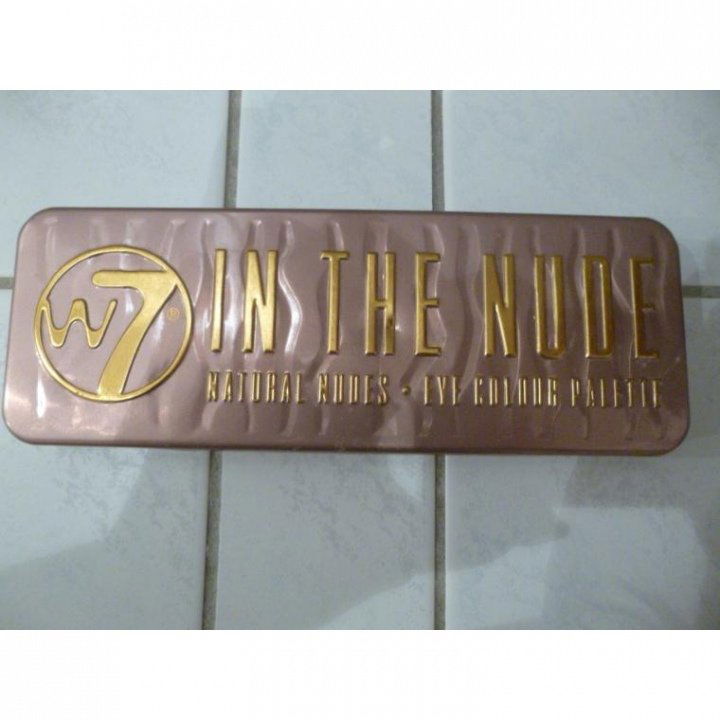 W7®
IN THE NUDE
NATURAL NUDES • EYE COLOUR PALETTE